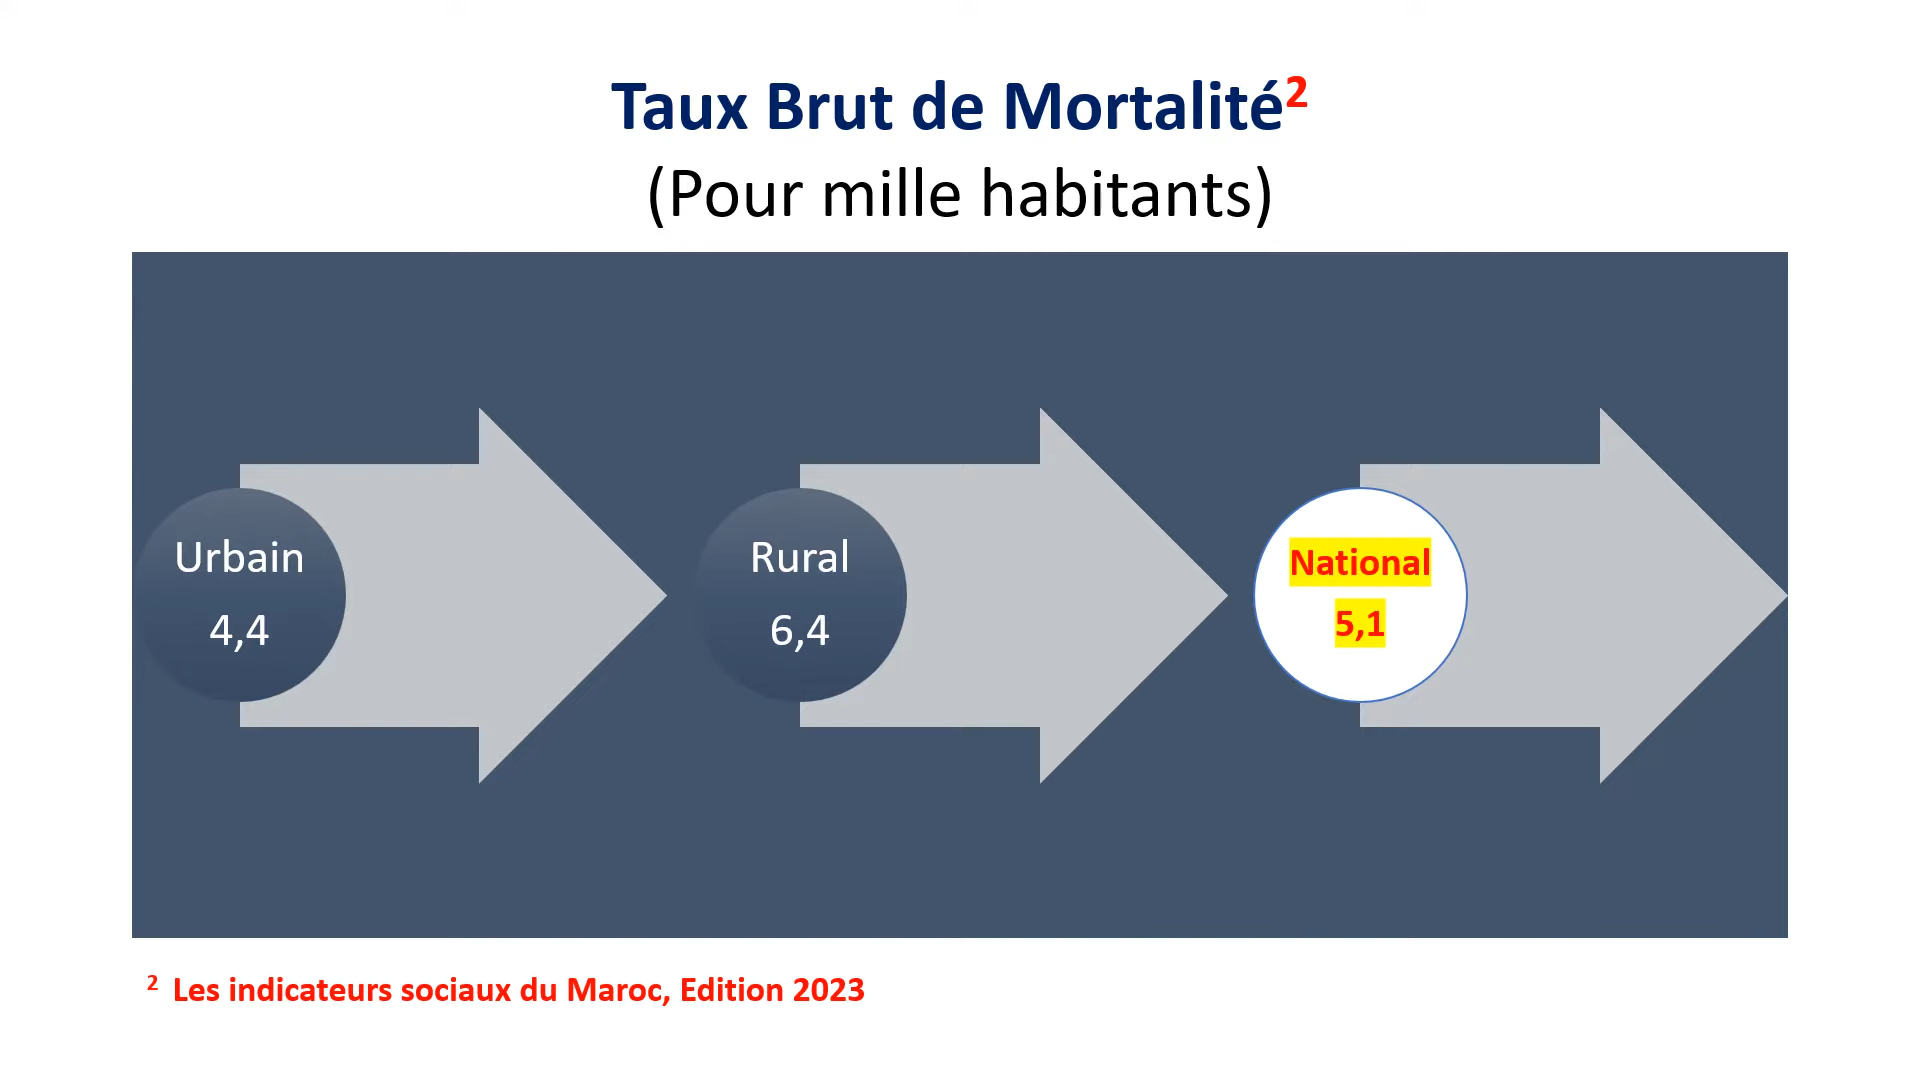 Taux Brut de Mortalité²
(Pour mille habitants)
Urbain
4,4
Rural
6,4
National
5,1
² Les indicateurs sociaux du Maroc, Edition 2023